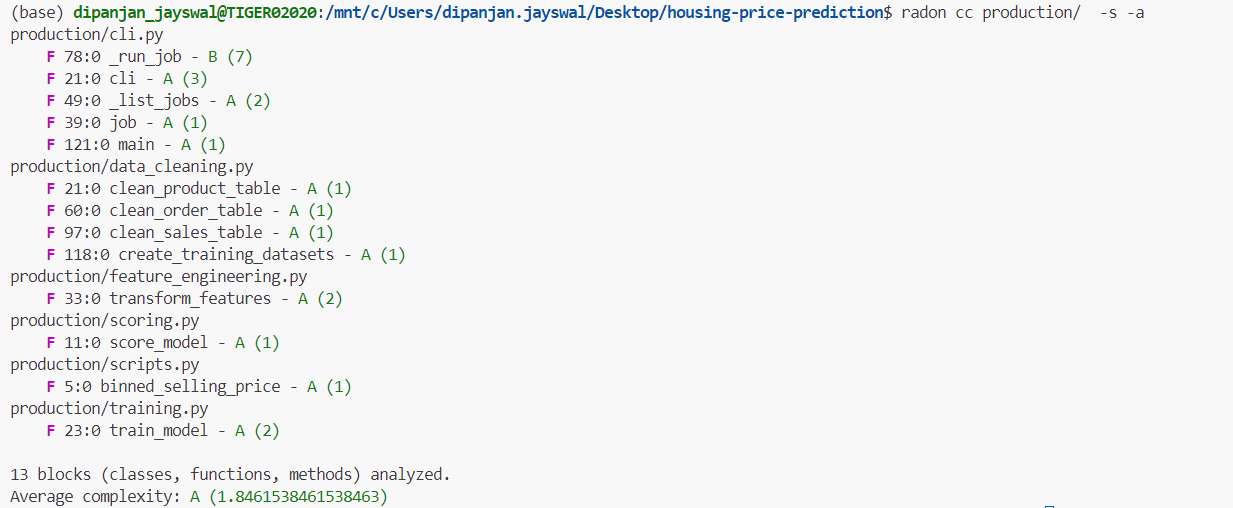 (base) dipanjan_jayswal@TIGER02020:/mnt/c/Users/dipanjan.jayswal/Desktop/housing-price-prediction$ radon cc production/  -s -a
production/cli.py
    F 78:0 _run_job - B (7)
    F 21:0 cli - A (3)
    F 49:0 _list_jobs - A (2)
    F 39:0 job - A (1)
    F 121:0 main - A (1)
production/data_cleaning.py
    F 21:0 clean_product_table - A (1)
    F 60:0 clean_order_table - A (1)
    F 97:0 clean_sales_table - A (1)
    F 118:0 create_training_datasets - A (1)
production/feature_engineering.py
    F 33:0 transform_features - A (2)
production/scoring.py
    F 11:0 score_model - A (1)
production/scripts.py
    F 5:0 binned_selling_price - A (1)
production/training.py
    F 23:0 train_model - A (2)

13 blocks (classes, functions, methods) analyzed.
Average complexity: A (1.8461538461538463)